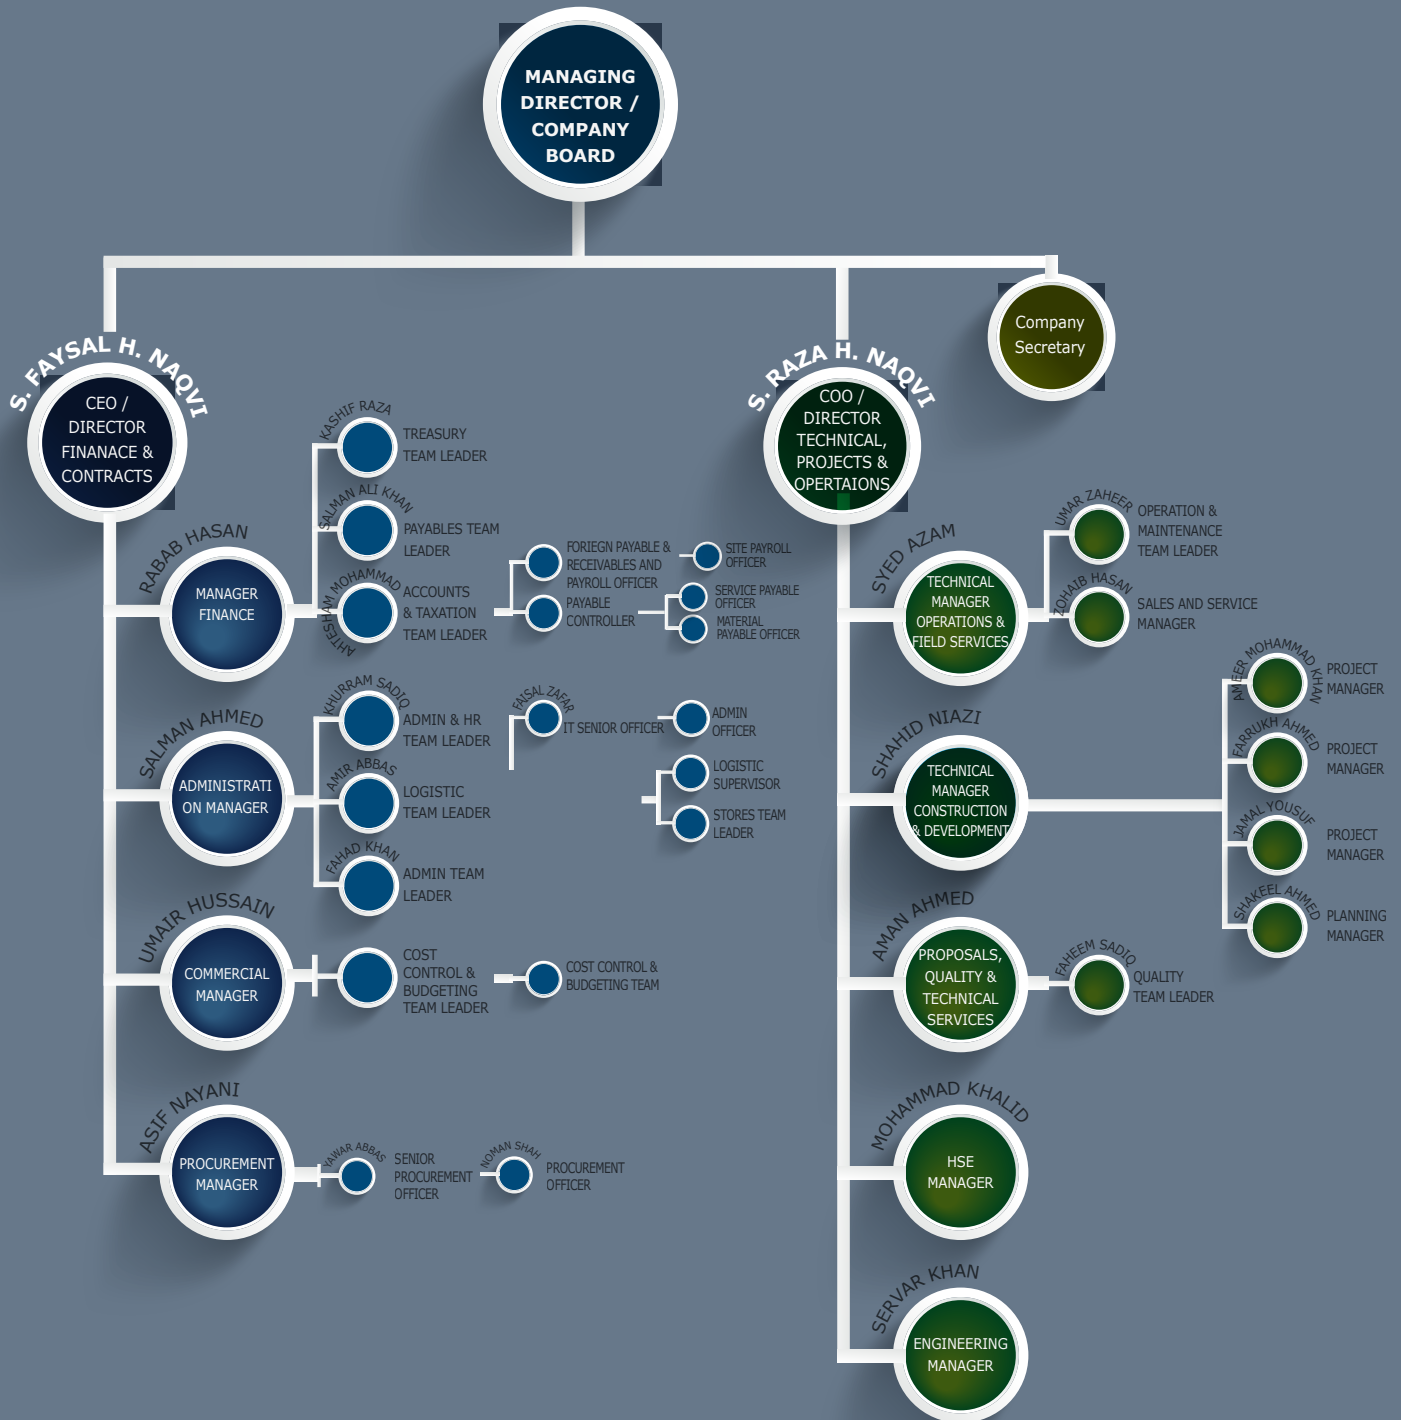 MANAGING
DIRECTOR /
COMPANY
BOARD
Company
Secretary
S. FAYSAL H. NAQVI
CEO /
DIRECTOR
FINANACE &
CONTRACTS
RABAB HASAN
MANAGER
FINANCE
KASHIF RAZA
TREASURY
TEAM LEADER
SALMAN ALI KHAN
PAYABLES TEAM
LEADER
AHTESHAM MOHAMMAD
ACCOUNTS
& TAXATION
TEAM LEADER
FORIEGN PAYABLE &
RECEIVABLES AND
PAYROLL OFFICER
SITE PAYROLL
OFFICER
PAYABLE
CONTROLLER
SERVICE PAYABLE
OFFICER
MATERIAL
PAYABLE OFFICER
SALMAN AHMED
ADMINISTRATI
ON MANAGER
KHURRAM SADIQ
ADMIN & HR
TEAM LEADER
FAISAL ZAFAR
IT SENIOR OFFICER
ADMIN
OFFICER
AMIR ABBAS
LOGISTIC
TEAM LEADER
LOGISTIC
SUPERVISOR
STORES TEAM
LEADER
FAHAD KHAN
ADMIN TEAM
LEADER
UMAIR HUSSAIN
COMMERCIAL
MANAGER
COST
CONTROL &
BUDGETING
TEAM LEADER
COST CONTROL &
BUDGETING TEAM
ASIF NAYANI
PROCUREMENT
MANAGER
YAWAR ABBAS
SENIOR
PROCUREMENT
OFFICER
NOMAN SHAH
PROCUREMENT
OFFICER
S. RAZA H. NAQVI
COO /
DIRECTOR
TECHNICAL,
PROJECTS &
OPERTAIONS
SYED AZAM
TECHNICAL
MANAGER
OPERATIONS &
FIELD SERVICES
UMAR ZAHEER
OPERATION &
MAINTENANCE
TEAM LEADER
ZOHAIB HASAN
SALES AND SERVICE
MANAGER
SHAHID NIAZI
TECHNICAL
MANAGER
CONSTRUCTION
& DEVELOPMENT
AMEER MOHAMMAD KHAN
PROJECT
MANAGER
FARRUKH AHMED
PROJECT
MANAGER
JAMAL YOUSUF
PROJECT
MANAGER
SHAKEEL AHMED
PLANNING
MANAGER
AMAN AHMED
PROPOSALS,
QUALITY &
TECHNICAL
SERVICES
FAHEEM SADIQ
QUALITY
TEAM LEADER
MOHAMMAD KHALID
HSE
MANAGER
SERVAR KHAN
ENGINEERING
MANAGER